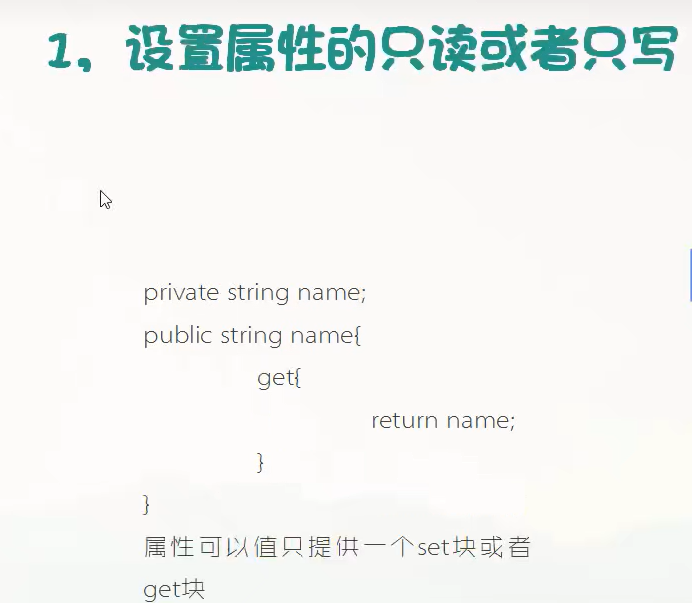 1，设置属性的只读或者只写
private string name;
public string name{
get{
return name;
}
}
属性可以值只提供一个set块或者
get块